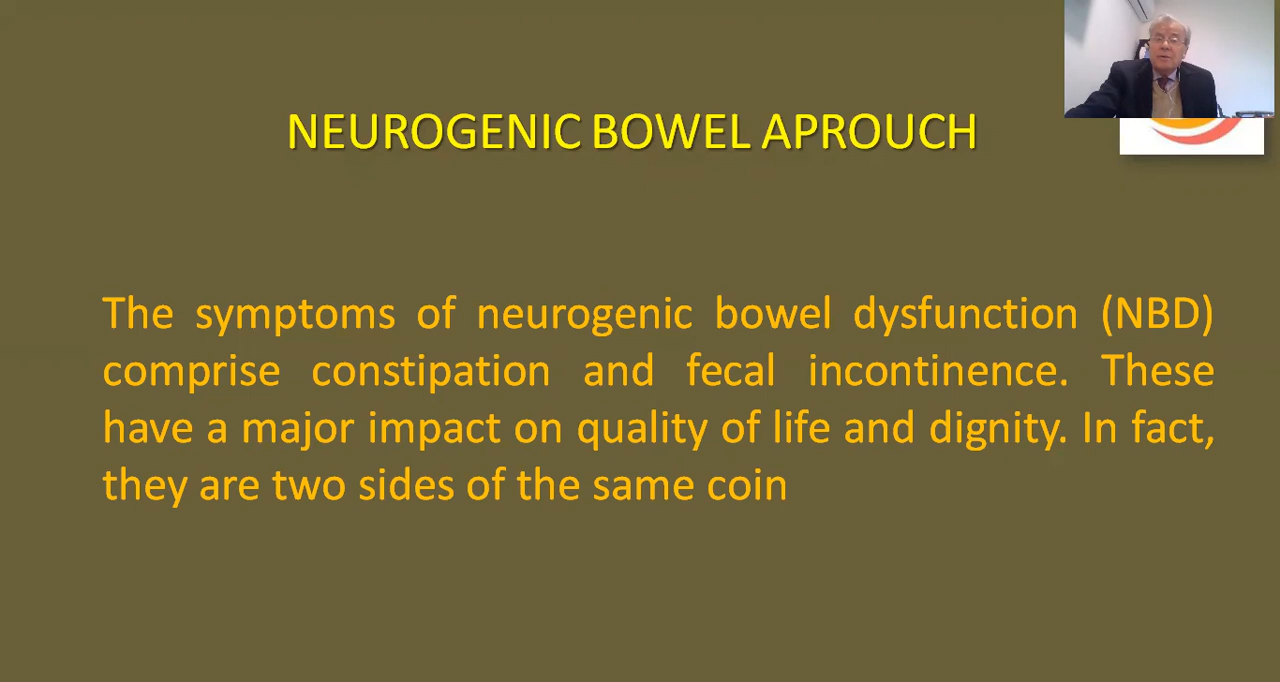 NEUROGENIC BOWEL APROUCH
The symptoms of neurogenic bowel dysfunction (NBD)
comprise constipation and fecal incontinence. These
have a major impact on quality of life and dignity. In fact,
they are two sides of the same coin